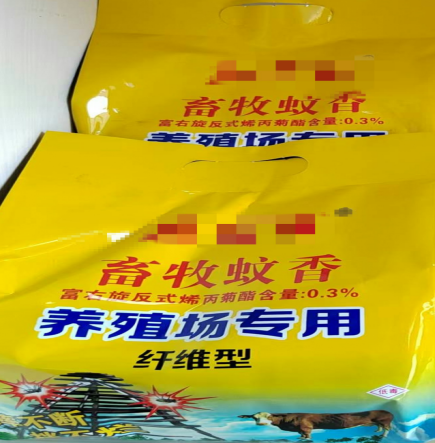 畜牧蚊香
富右旋反式烯丙菊酯含量:0.3%
养殖场专用
畜牧蚊香
富右旋反式烯丙菊酯含量:0.3%
养殖场专用
纤维型
低毒
不断